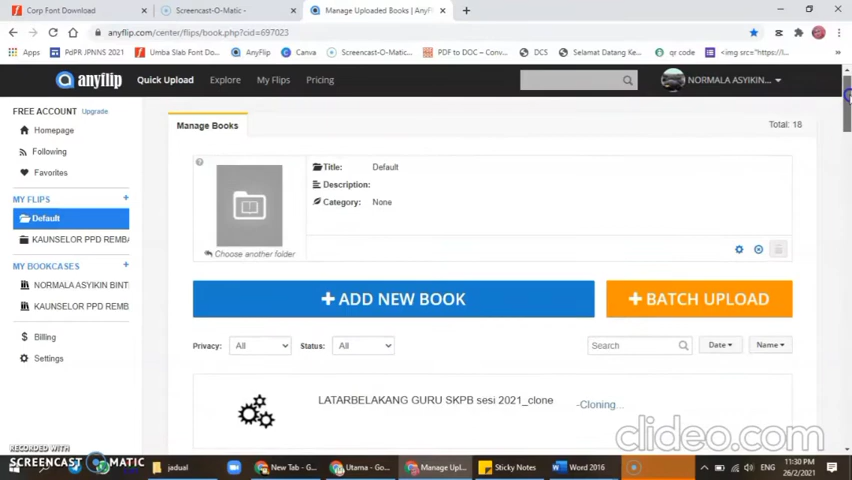 Corp Font Download
Screencast-O-Matic -
Manage Uploaded Books | AnyF
anyflip.com/center/flips/book.php?cid=697023
Apps
PdPR JPNNS 2021
Umba Slab Font Do...
AnyFlip
Canva
Screencast-O-Matic...
PDF to DOC – Conv...
DCS
Selamat Datang Ke...
qr code
<img src="https://l...
anyflip
Quick Upload
Explore
My Flips
Pricing
NORMALA ASYIKIN...
FREE ACCOUNT Upgrade
Homepage
Following
Favorites
MY FLIPS +
Default
KAUNSELOR PPD REMBA
MY BOOKCASES +
NORMALA ASYIKIN BINTI
KAUNSELOR PPD REMB
Billing
Settings
Manage Books
Total: 18
Title: Default
Description:
Category: None
Choose another folder
+ ADD NEW BOOK
+ BATCH UPLOAD
Privacy: All
Status: All
Search
Date
Name
LATARBELAKANG GURU SKPB sesi 2021_clone
-Cloning...
clideo.com
RECORDED WITH
SCREENCAST MATIC
jadual
New Tab - G...
Utama - Go...
Manage Upl...
Sticky Notes
Word 2016
ENG
11:30 PM
26/2/2021